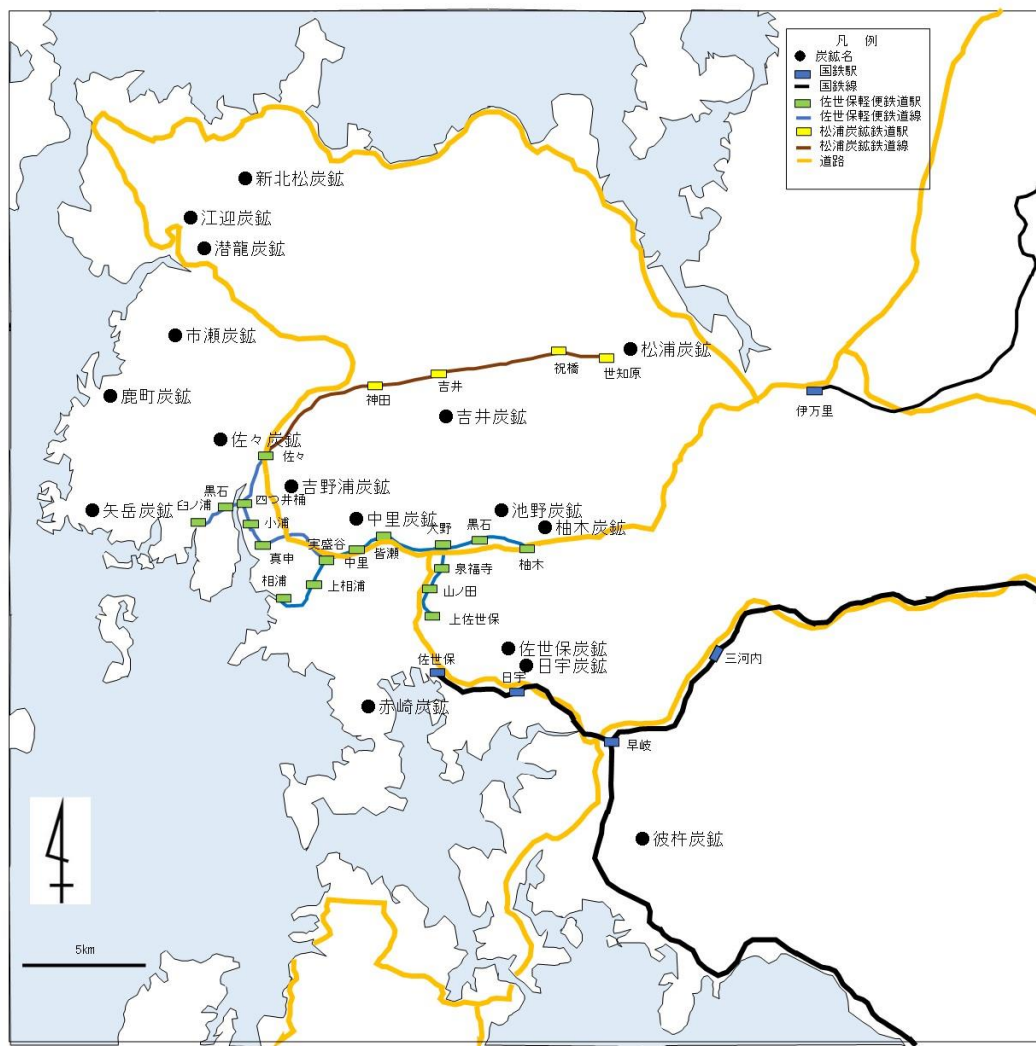 凡 例
炭鉱名
国鉄駅
国鉄線
佐世保軽便鉄道駅
佐世保軽便鉄道線
松浦炭鉱鉄道駅
松浦炭鉱鉄道線
道路
新北松炭鉱
江迎炭鉱
潜龍炭鉱
市瀬炭鉱
松浦炭鉱
祝橋
世知原
吉井
神田
鹿町炭鉱
伊万里
吉井炭鉱
佐々炭鉱
佐々
吉野浦炭鉱
黒石
四つ井樋
臼ノ浦
矢岳炭鉱
小浦
中里炭鉱
池野炭鉱
柚木炭鉱
大野
黒石
実盛谷
真申
中里
皆瀬
柚木
泉福寺
相浦
上相浦
山ノ田
上佐世保
佐世保炭鉱
佐世保
日宇炭鉱
三河内
日宇
赤崎炭鉱
早岐
彼杵炭鉱
5km